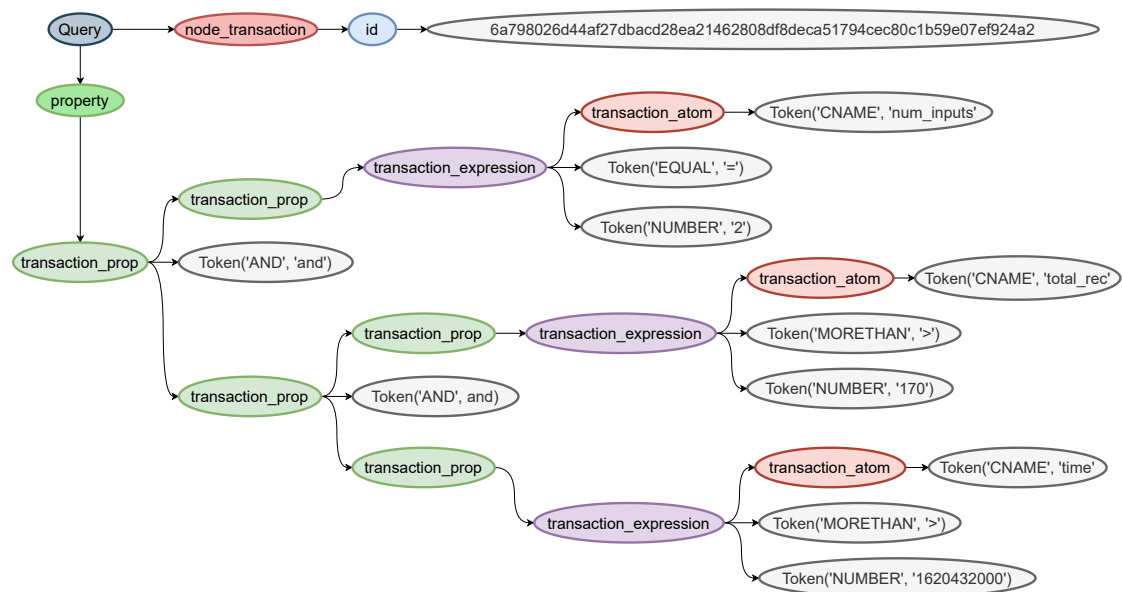 Query
node_transaction
id
6a798026d44af27dbacd28ea21462808df8deca51794cec80c1b59e07ef924a2
property
transaction_atom
Token('CNAME', 'num_inputs'
transaction_expression
Token('EQUAL', '=')
transaction_prop
Token('NUMBER', '2')
transaction_prop
Token('AND', 'and')
transaction_atom
Token('CNAME', 'total_rec'
transaction_prop
transaction_expression
Token('MORETHAN', '>')
Token('NUMBER', '170')
transaction_prop
Token('AND', and)
transaction_prop
transaction_atom
Token('CNAME', 'time'
transaction_expression
Token('MORETHAN', '>')
Token('NUMBER', '1620432000')